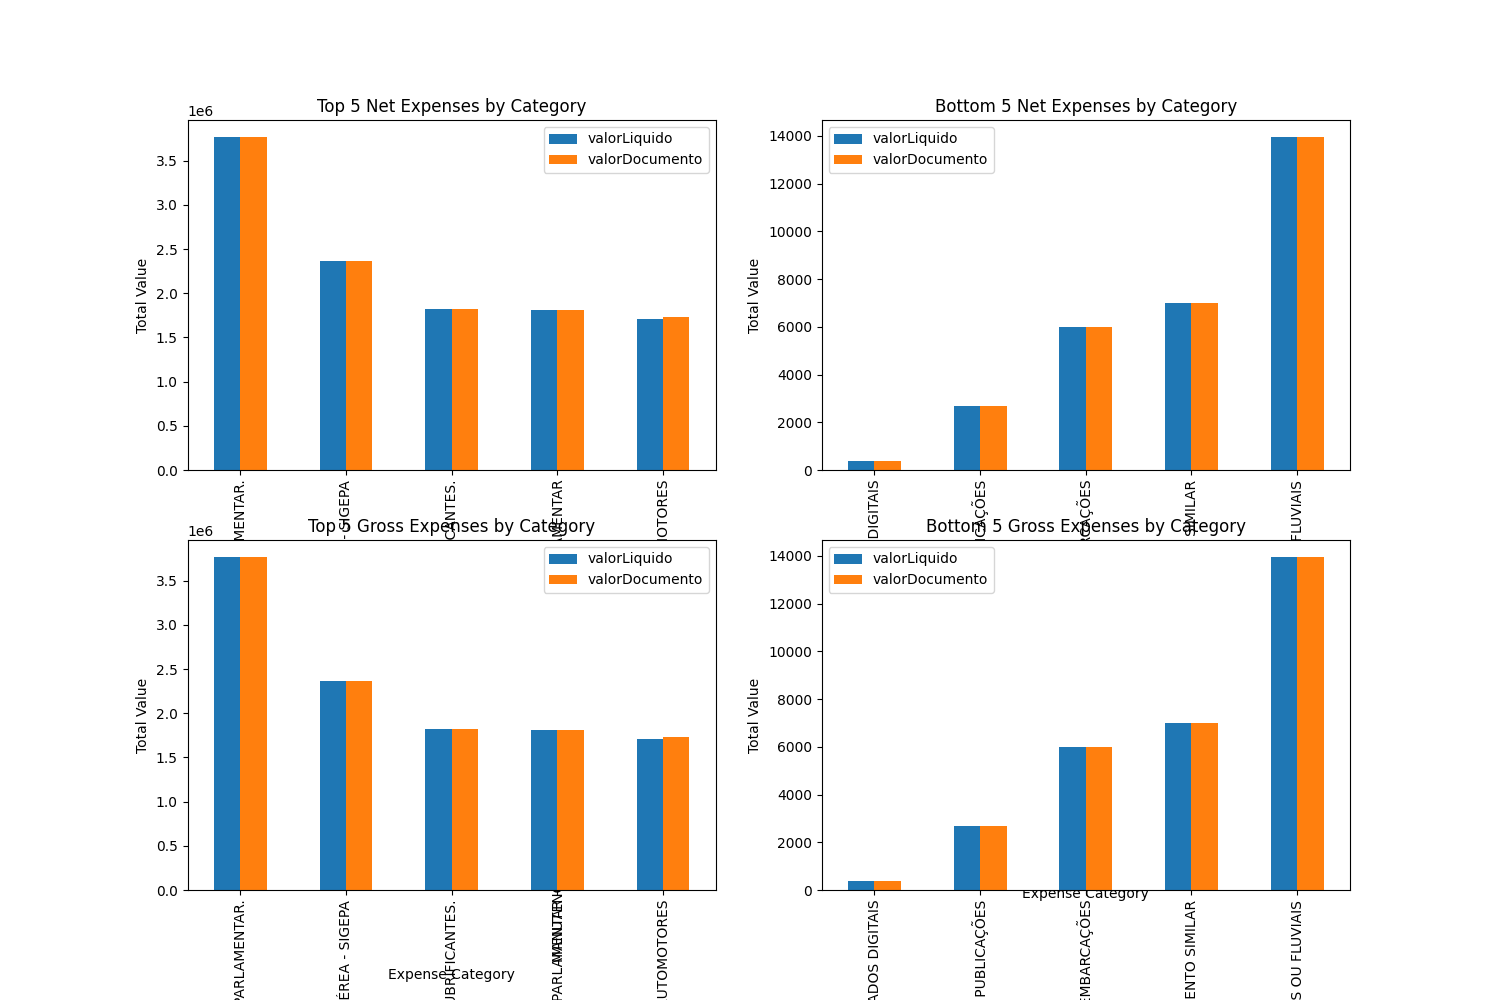 Top 5 Net Expenses by Category
1e6
Total Value
3.5
3.0
2.5
2.0
1.5
1.0
0.5
0.0
valorLiquido
valorDocumento
MENTAR.
- SIGEPA
CANTES.
AMENTAR
MOTORES
Bottom 5 Net Expenses by Category
Total Value
14000
12000
10000
8000
6000
4000
2000
0
valorLiquido
valorDocumento
DIGITAIS
ICAÇÕES
RCAÇÕES
SIMILAR
FLUVIAIS
Top 5 Gross Expenses by Category
1e6
Total Value
3.5
3.0
2.5
2.0
1.5
1.0
0.5
0.0
valorLiquido
valorDocumento
PARLAMENTAR.
ÉREA - SIGEPA
UBRIFICANTES.
PARLAMENTAR
UTOMOTORES
Expense Category
Bottom 5 Gross Expenses by Category
Total Value
14000
12000
10000
8000
6000
4000
2000
0
valorLiquido
valorDocumento
Expense Category
ADOS DIGITAIS
PUBLICAÇÕES
EMBARCAÇÕES
ENTO SIMILAR
S OU FLUVIAIS